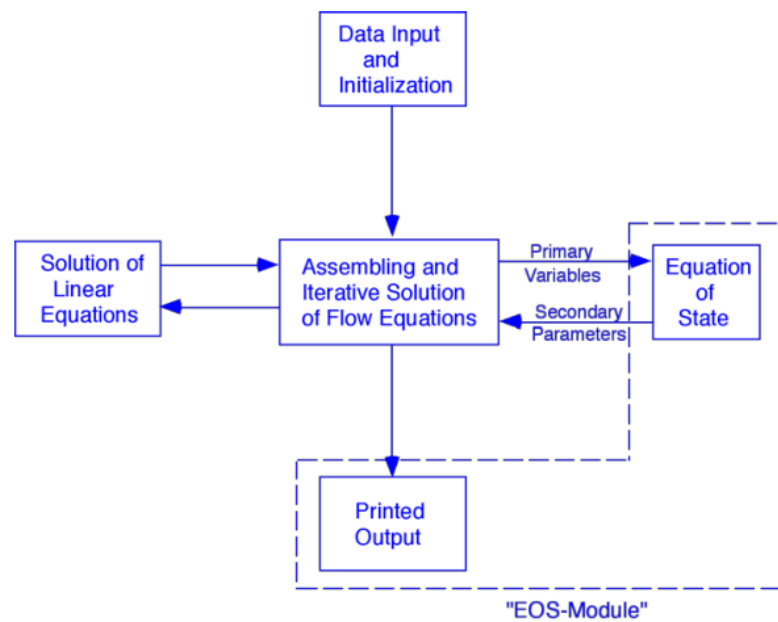 Data Input
and
Initialization
Solution of
Linear
Equations
Assembling and
Iterative Solution
of Flow Equations
Primary
Variables
Secondary
Parameters
Equation
of
State
Printed
Output
"EOS-Module"